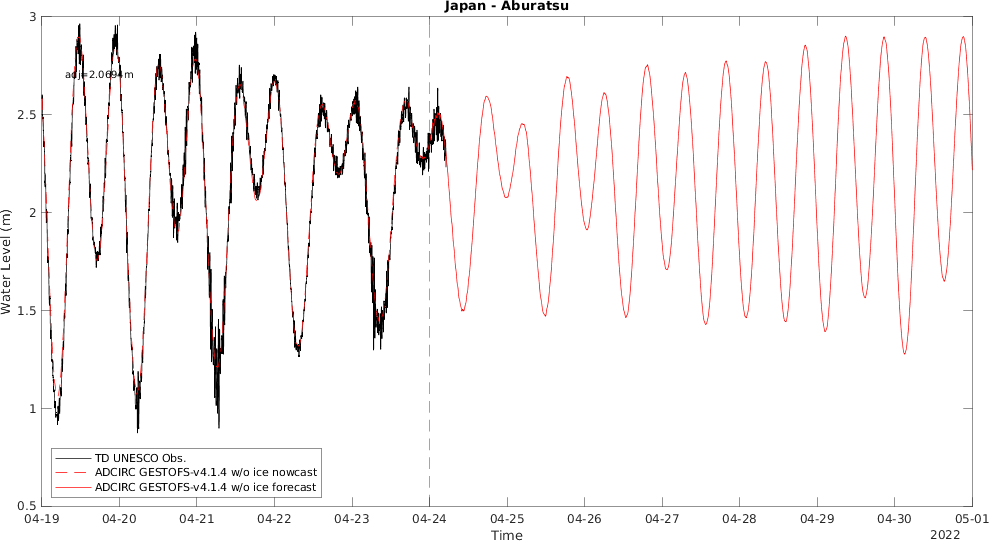 Japan - Aburatsu
3
adj=2.0694m
2.5
2
Water Level (m)
1.5
1
TD UNESCO Obs.
ADCIRC GESTOFS-v4.1.4 w/o ice nowcast
ADCIRC GESTOFS-v4.1.4 w/o ice forecast
0.5
04-19 04-20 04-21 04-22 04-23 04-24 04-25 04-26 04-27 04-28 04-29 04-30 05-01
Time
2022